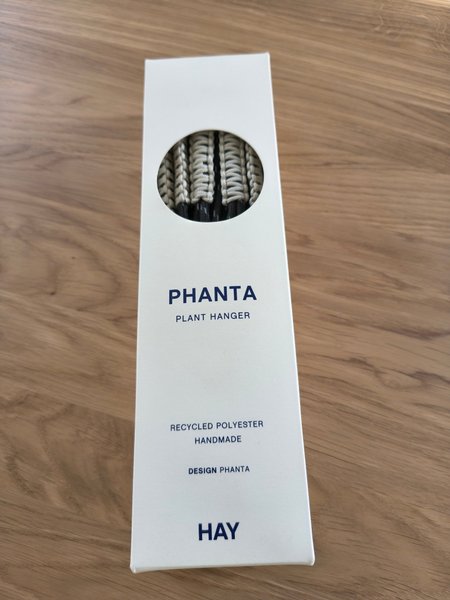 PHANTA
PLANT HANGER
RECYCLED POLYESTER
HANDMADE
DESIGN PHANTA
HAY